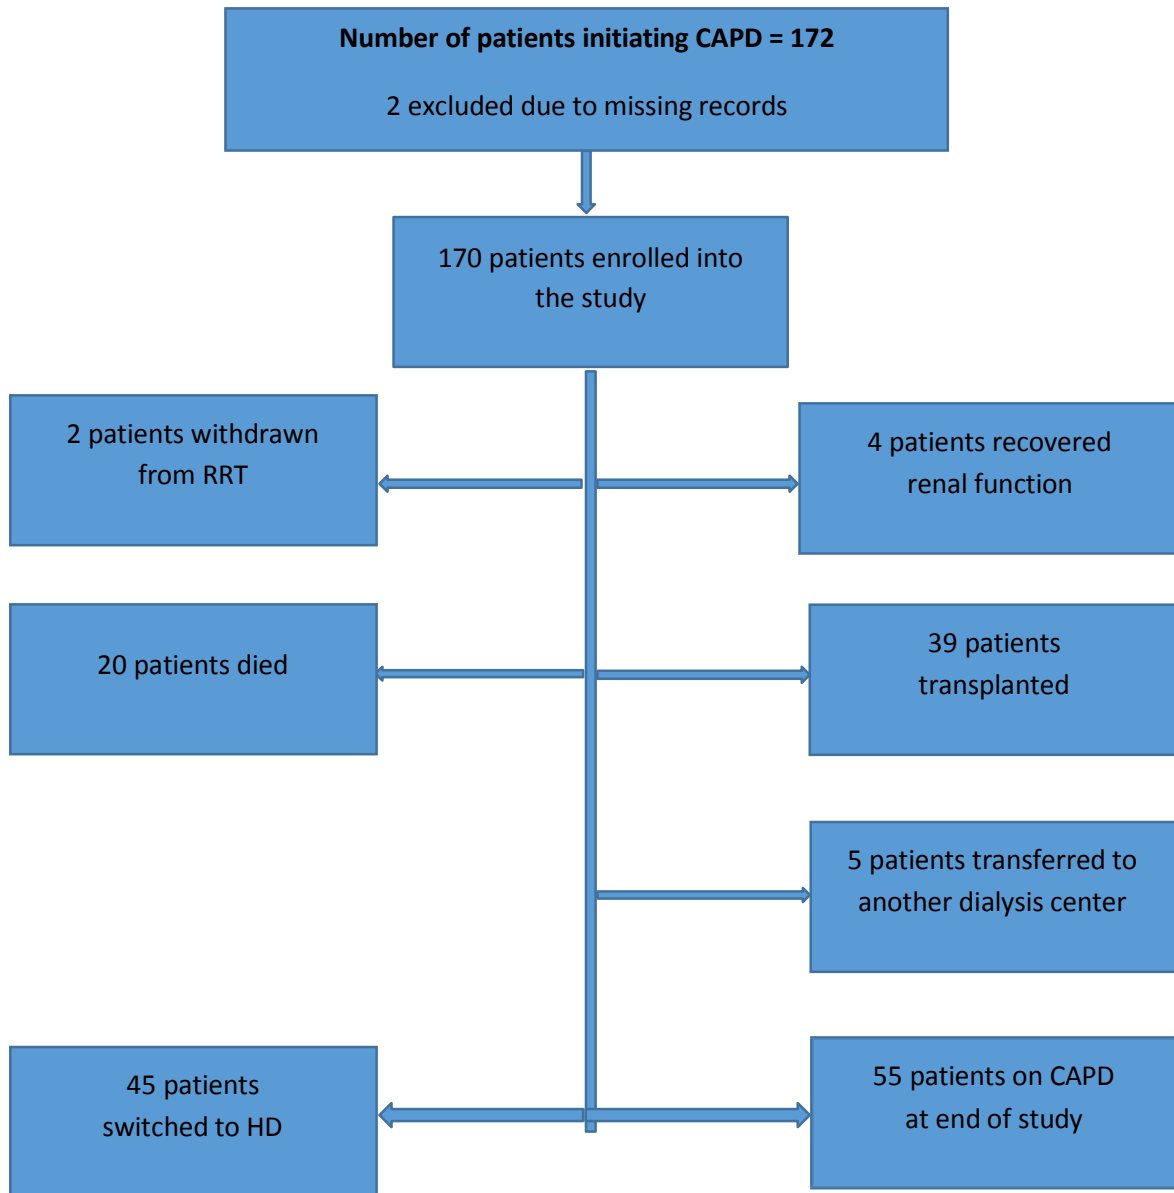 Number of patients initiating CAPD = 172
2 excluded due to missing records
170 patients enrolled into
the study
2 patients withdrawn
from RRT
4 patients recovered
renal function
20 patients died
39 patients
transplanted
5 patients transferred to
another dialysis center
45 patients
switched to HD
55 patients on CAPD
at end of study